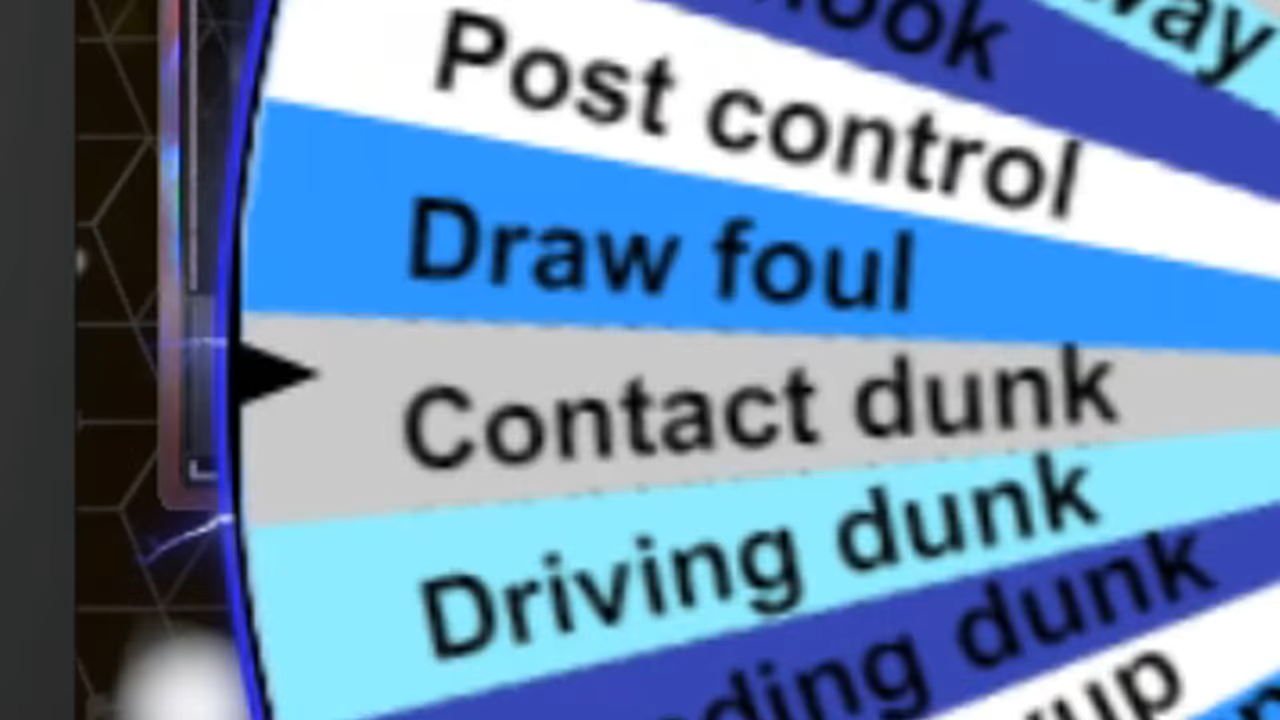 Post control
Draw foul
Contact dunk
Driving dunk
dunk